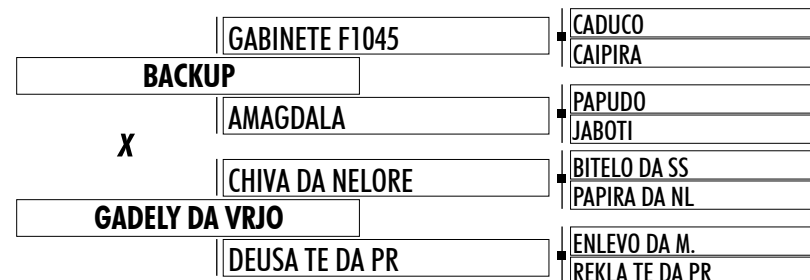 GABINETE F1045
CADUCO
CAIPIRA
BACKUP
AMAGDALA
PAPUDO
JABOTI
X
CHIVA DA NELORE
BITELO DA SS
PAPIRA DA NL
GADELY DA VRJO
DEUSA TE DA PR
ENLEVO DA M.
REKLA TE DA PR